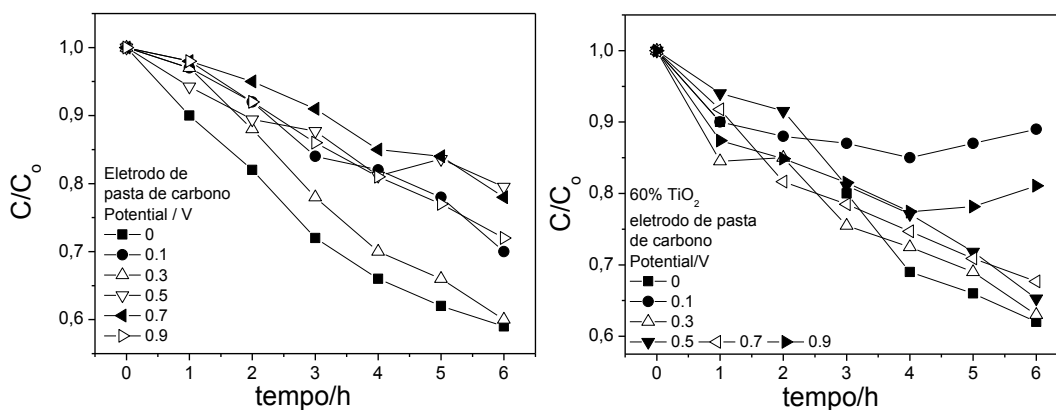 1,0
0,9
0,8
0,7
0,6
C/C₀
Eletrodo de
pasta de carbono
Potential / V
0
0.1
0.3
0.5
0.7
0.9
0 1 2 3 4 5 6
tempo/h
1,0
0,9
0,8
0,7
0,6
C/C₀
60% TiO₂
eletrodo de pasta
de carbono
Potential/V
0
0.1
0.3
0.5 0.7 0.9
0 1 2 3 4 5 6
tempo/h